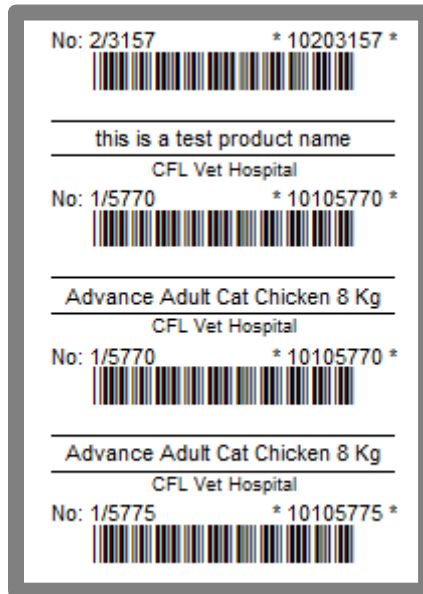 No: 2/3157 * 10203157 *
this is a test product name
CFL Vet Hospital
No: 1/5770 * 10105770 *
Advance Adult Cat Chicken 8 Kg
CFL Vet Hospital
No: 1/5770 * 10105770 *
Advance Adult Cat Chicken 8 Kg
CFL Vet Hospital
No: 1/5775 * 10105775 *